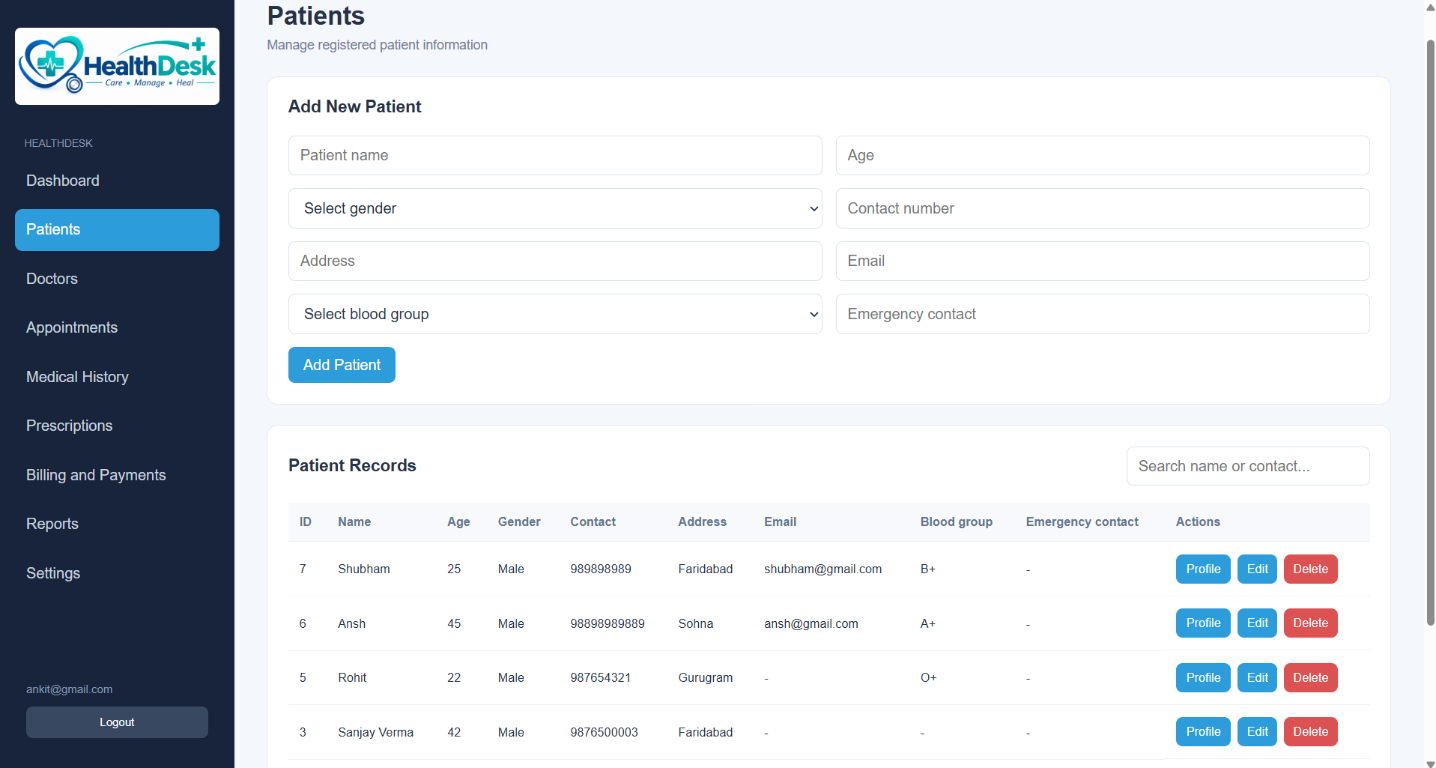 HealthDesk
Care • Manage • Heal
HEALTHDESK
Dashboard
Patients
Doctors
Appointments
Medical History
Prescriptions
Billing and Payments
Reports
Settings
ankit@gmail.com
Logout
Patients
Manage registered patient information
Add New Patient
Patient name Age
Select gender Contact number
Address Email
Select blood group Emergency contact
Add Patient
Patient Records Search name or contact...
ID Name Age Gender Contact Address Email Blood group Emergency contact Actions
7 Shubham 25 Male 989898989 Faridabad shubham@gmail.com B+ - Profile Edit Delete
6 Ansh 45 Male 98898989889 Sohna ansh@gmail.com A+ - Profile Edit Delete
5 Rohit 22 Male 987654321 Gurugram - O+ - Profile Edit Delete
3 Sanjay Verma 42 Male 9876500003 Faridabad - - - Profile Edit Delete